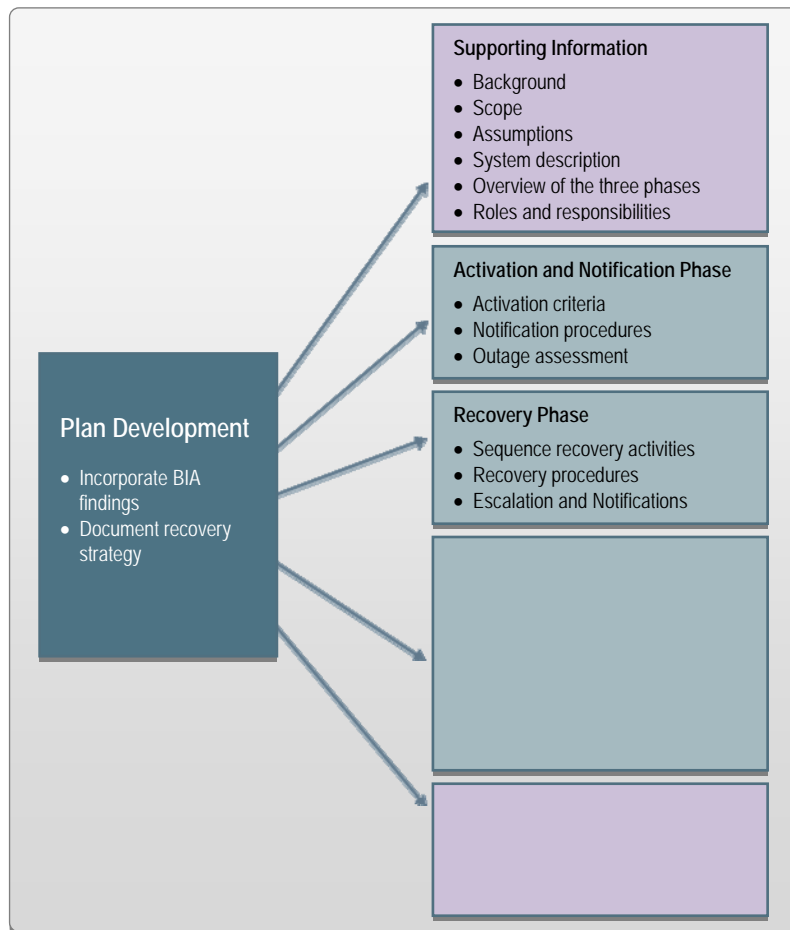 Plan Development
• Incorporate BIA
findings
• Document recovery
strategy
Supporting Information
• Background
• Scope
• Assumptions
• System description
• Overview of the three phases
• Roles and responsibilities
Activation and Notification Phase
• Activation criteria
• Notification procedures
• Outage assessment
Recovery Phase
• Sequence recovery activities
• Recovery procedures
• Escalation and Notifications